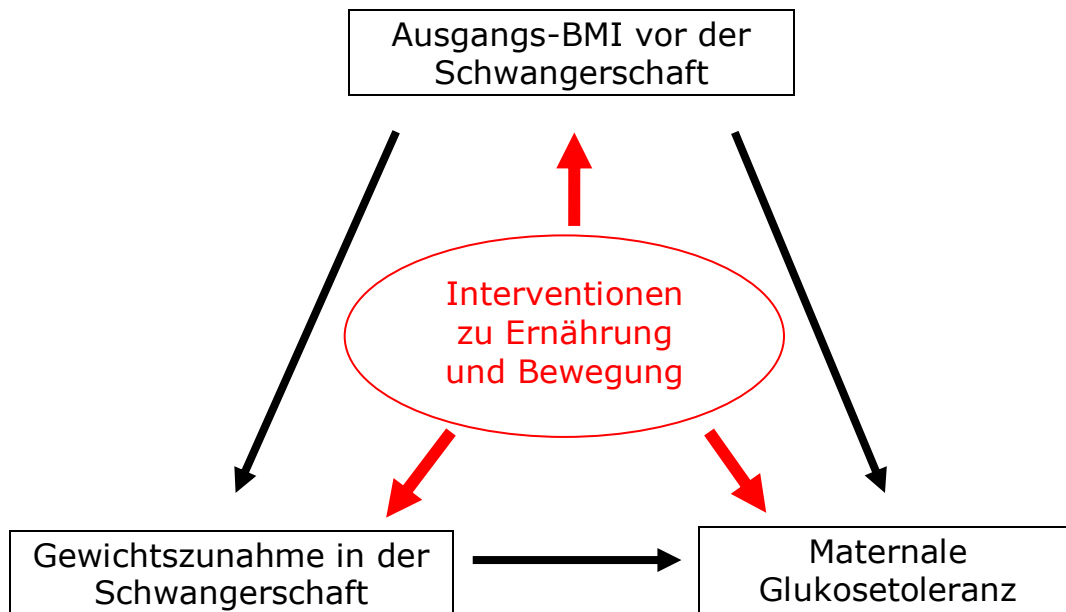 Ausgangs-BMI vor der
Schwangerschaft
Interventionen
zu Ernährung
und Bewegung
Gewichtszunahme in der
Schwangerschaft
Maternale
Glukosetoleranz